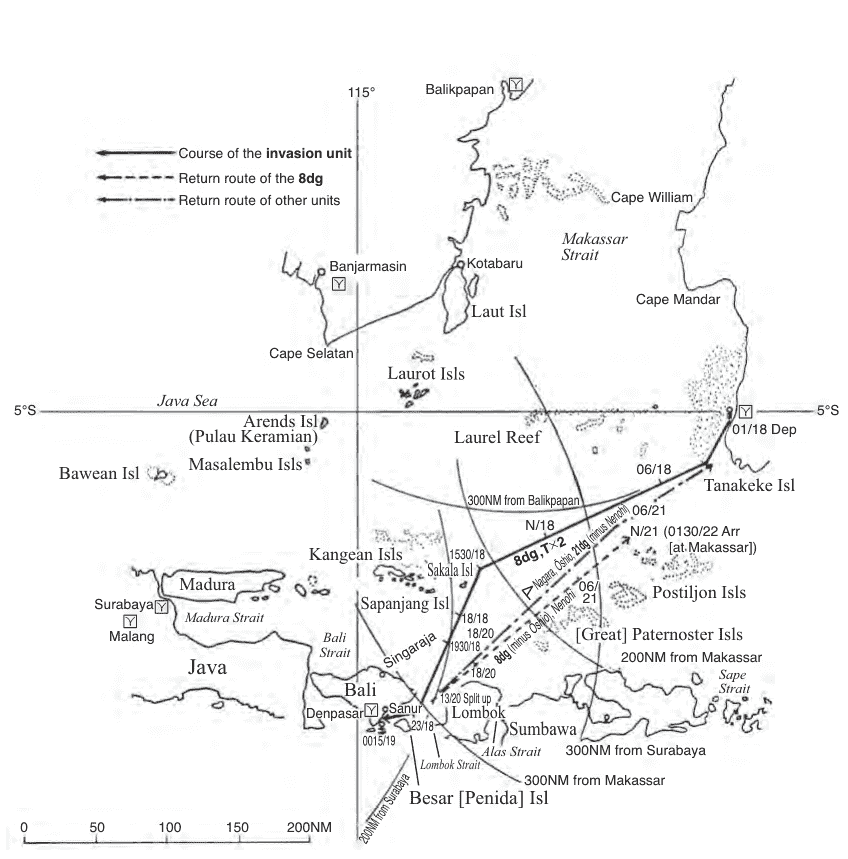 Balikpapan
Y
115°
Course of the invasion unit
Return route of the 8dg
Return route of other units
Cape William
Makassar
Strait
Banjarmasin
Y
Kotabaru
Cape Mandar
Laut Isl
Cape Selatan
Laurot Isls
Java Sea
5°S
5°S
Y
Arends Isl
(Pulau Keramian)
01/18 Dep
Laurel Reef
Masalembu Isls
Bawean Isl
06/18
Tanakeke Isl
300NM from Balikpapan
06/21
N/18
N/21 (0130/22 Arr
[at Makassar])
8dg, T×2
Nagara, Ōshio, 21dg (minus Nenohi)
Kangean Isls
1530/18
Sakala Isl
Madura
06/
21
Postiljon Isls
Surabaya
Y
Sapanjang Isl
Madura Strait
Malang
Y
18/18
18/20
1930/18
8dg (minus Ōshio), Nenohi
[Great] Paternoster Isls
Bali
Strait
Singaraja
200NM from Makassar
Java
18/20
Sape
Strait
Bali
13/20 Split up
Denpasar
Y
Sanur
Lombok
23/18
Sumbawa
0015/19
Alas Strait
300NM from Surabaya
Lombok Strait
300NM from Makassar
200NM from Surabaya
Besar [Penida] Isl
0 50 100 150 200NM